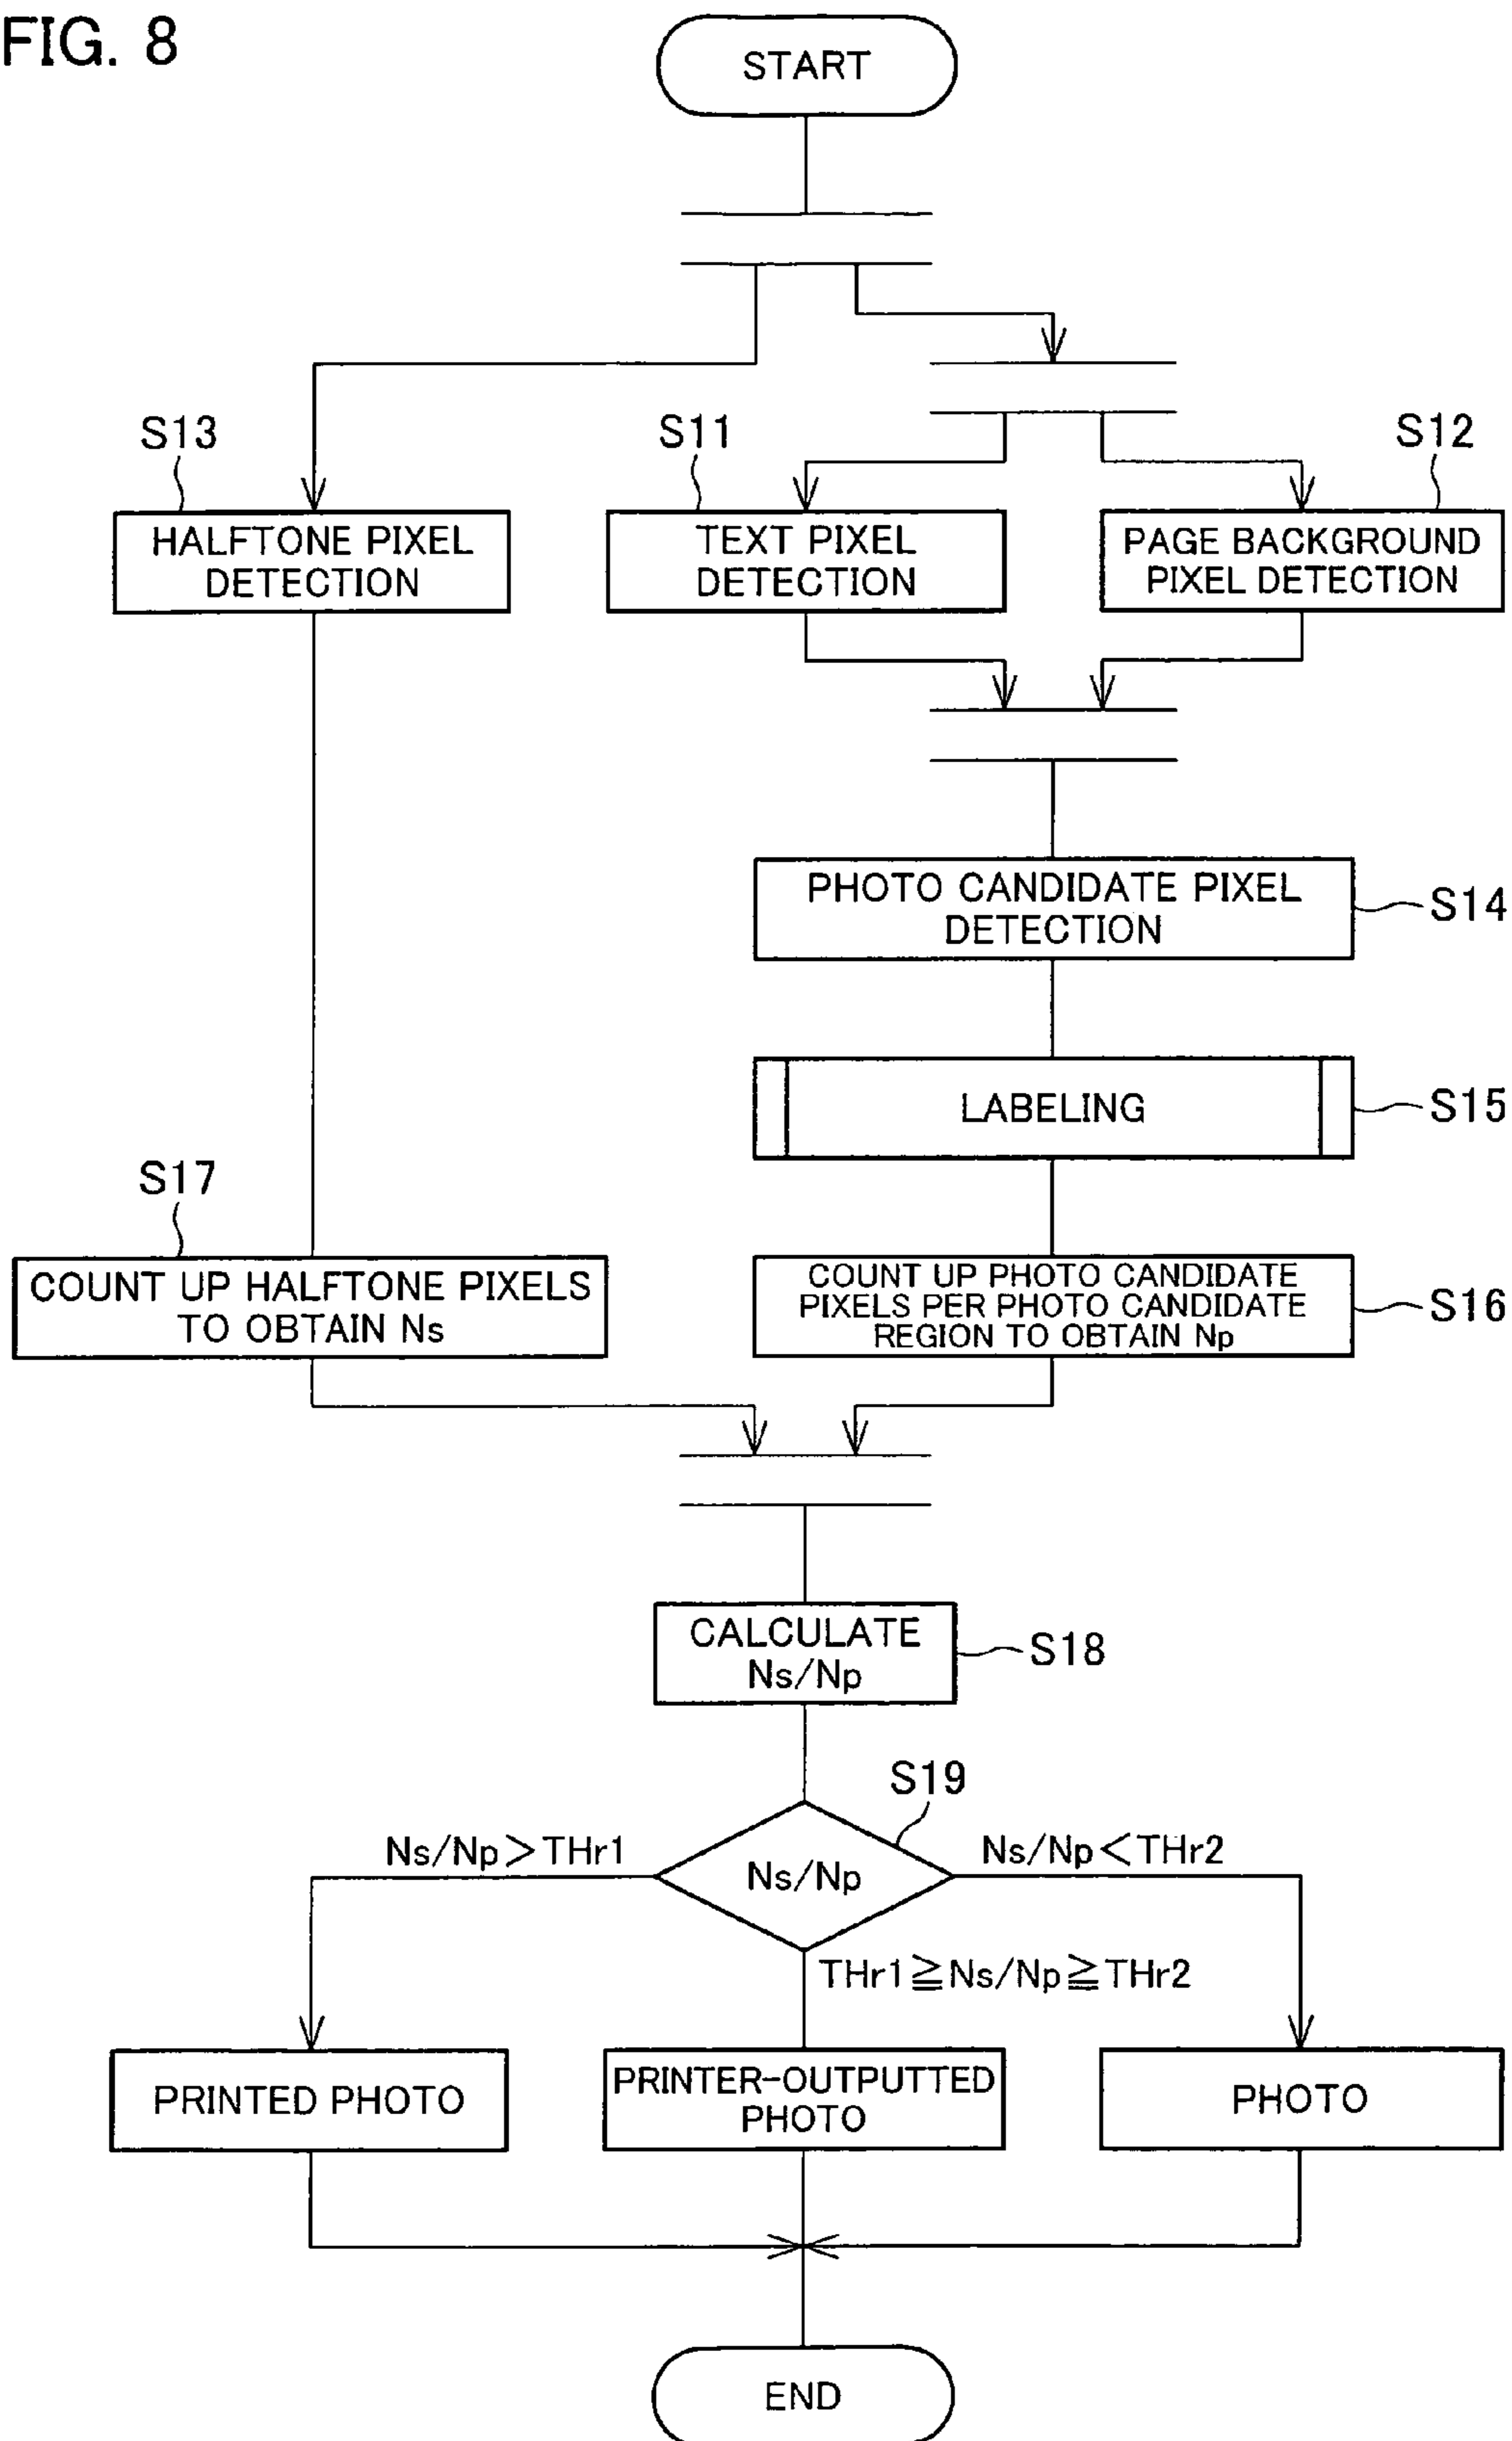 FIG. 8
START
S13
S11
S12
HALFTONE PIXEL
DETECTION
TEXT PIXEL
DETECTION
PAGE BACKGROUND
PIXEL DETECTION
PHOTO CANDIDATE PIXEL
DETECTION
S14
LABELING
S15
S17
COUNT UP HALFTONE PIXELS
TO OBTAIN Ns
COUNT UP PHOTO CANDIDATE
PIXELS PER PHOTO CANDIDATE
REGION TO OBTAIN Np
S16
CALCULATE
Ns/Np
S18
S19
Ns/Np＞THr1
Ns/Np
Ns/Np＜THr2
THr1≧Ns/Np≧THr2
PRINTED PHOTO
PRINTER-OUTPUTTED
PHOTO
PHOTO
END